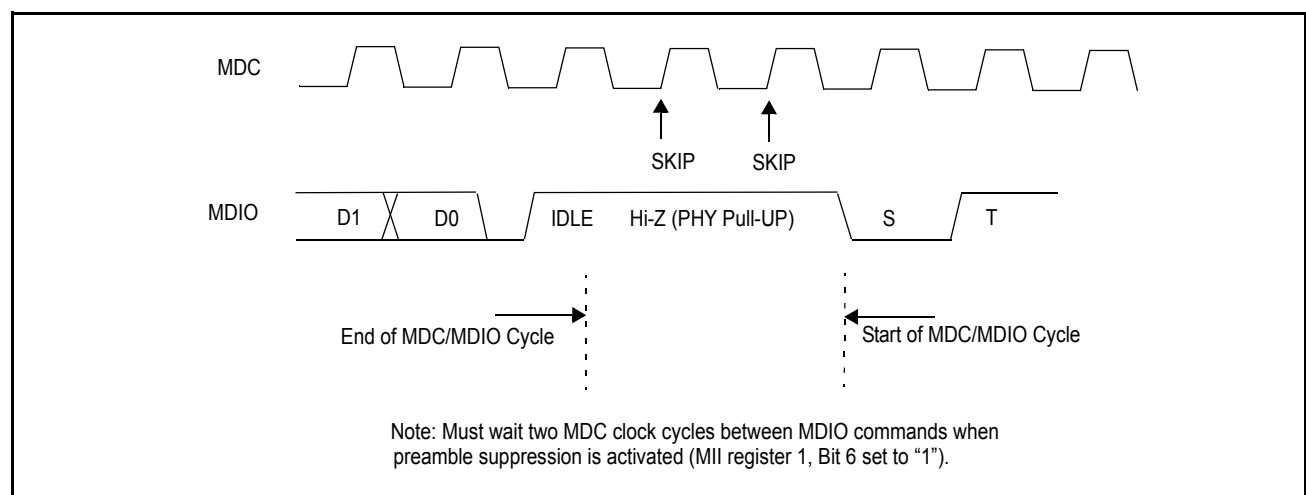 MDC
SKIP SKIP
MDIO D1 D0 IDLE Hi-Z (PHY Pull-UP) S T
End of MDC/MDIO Cycle Start of MDC/MDIO Cycle
Note: Must wait two MDC clock cycles between MDIO commands when
preamble suppression is activated (MII register 1, Bit 6 set to “1”).